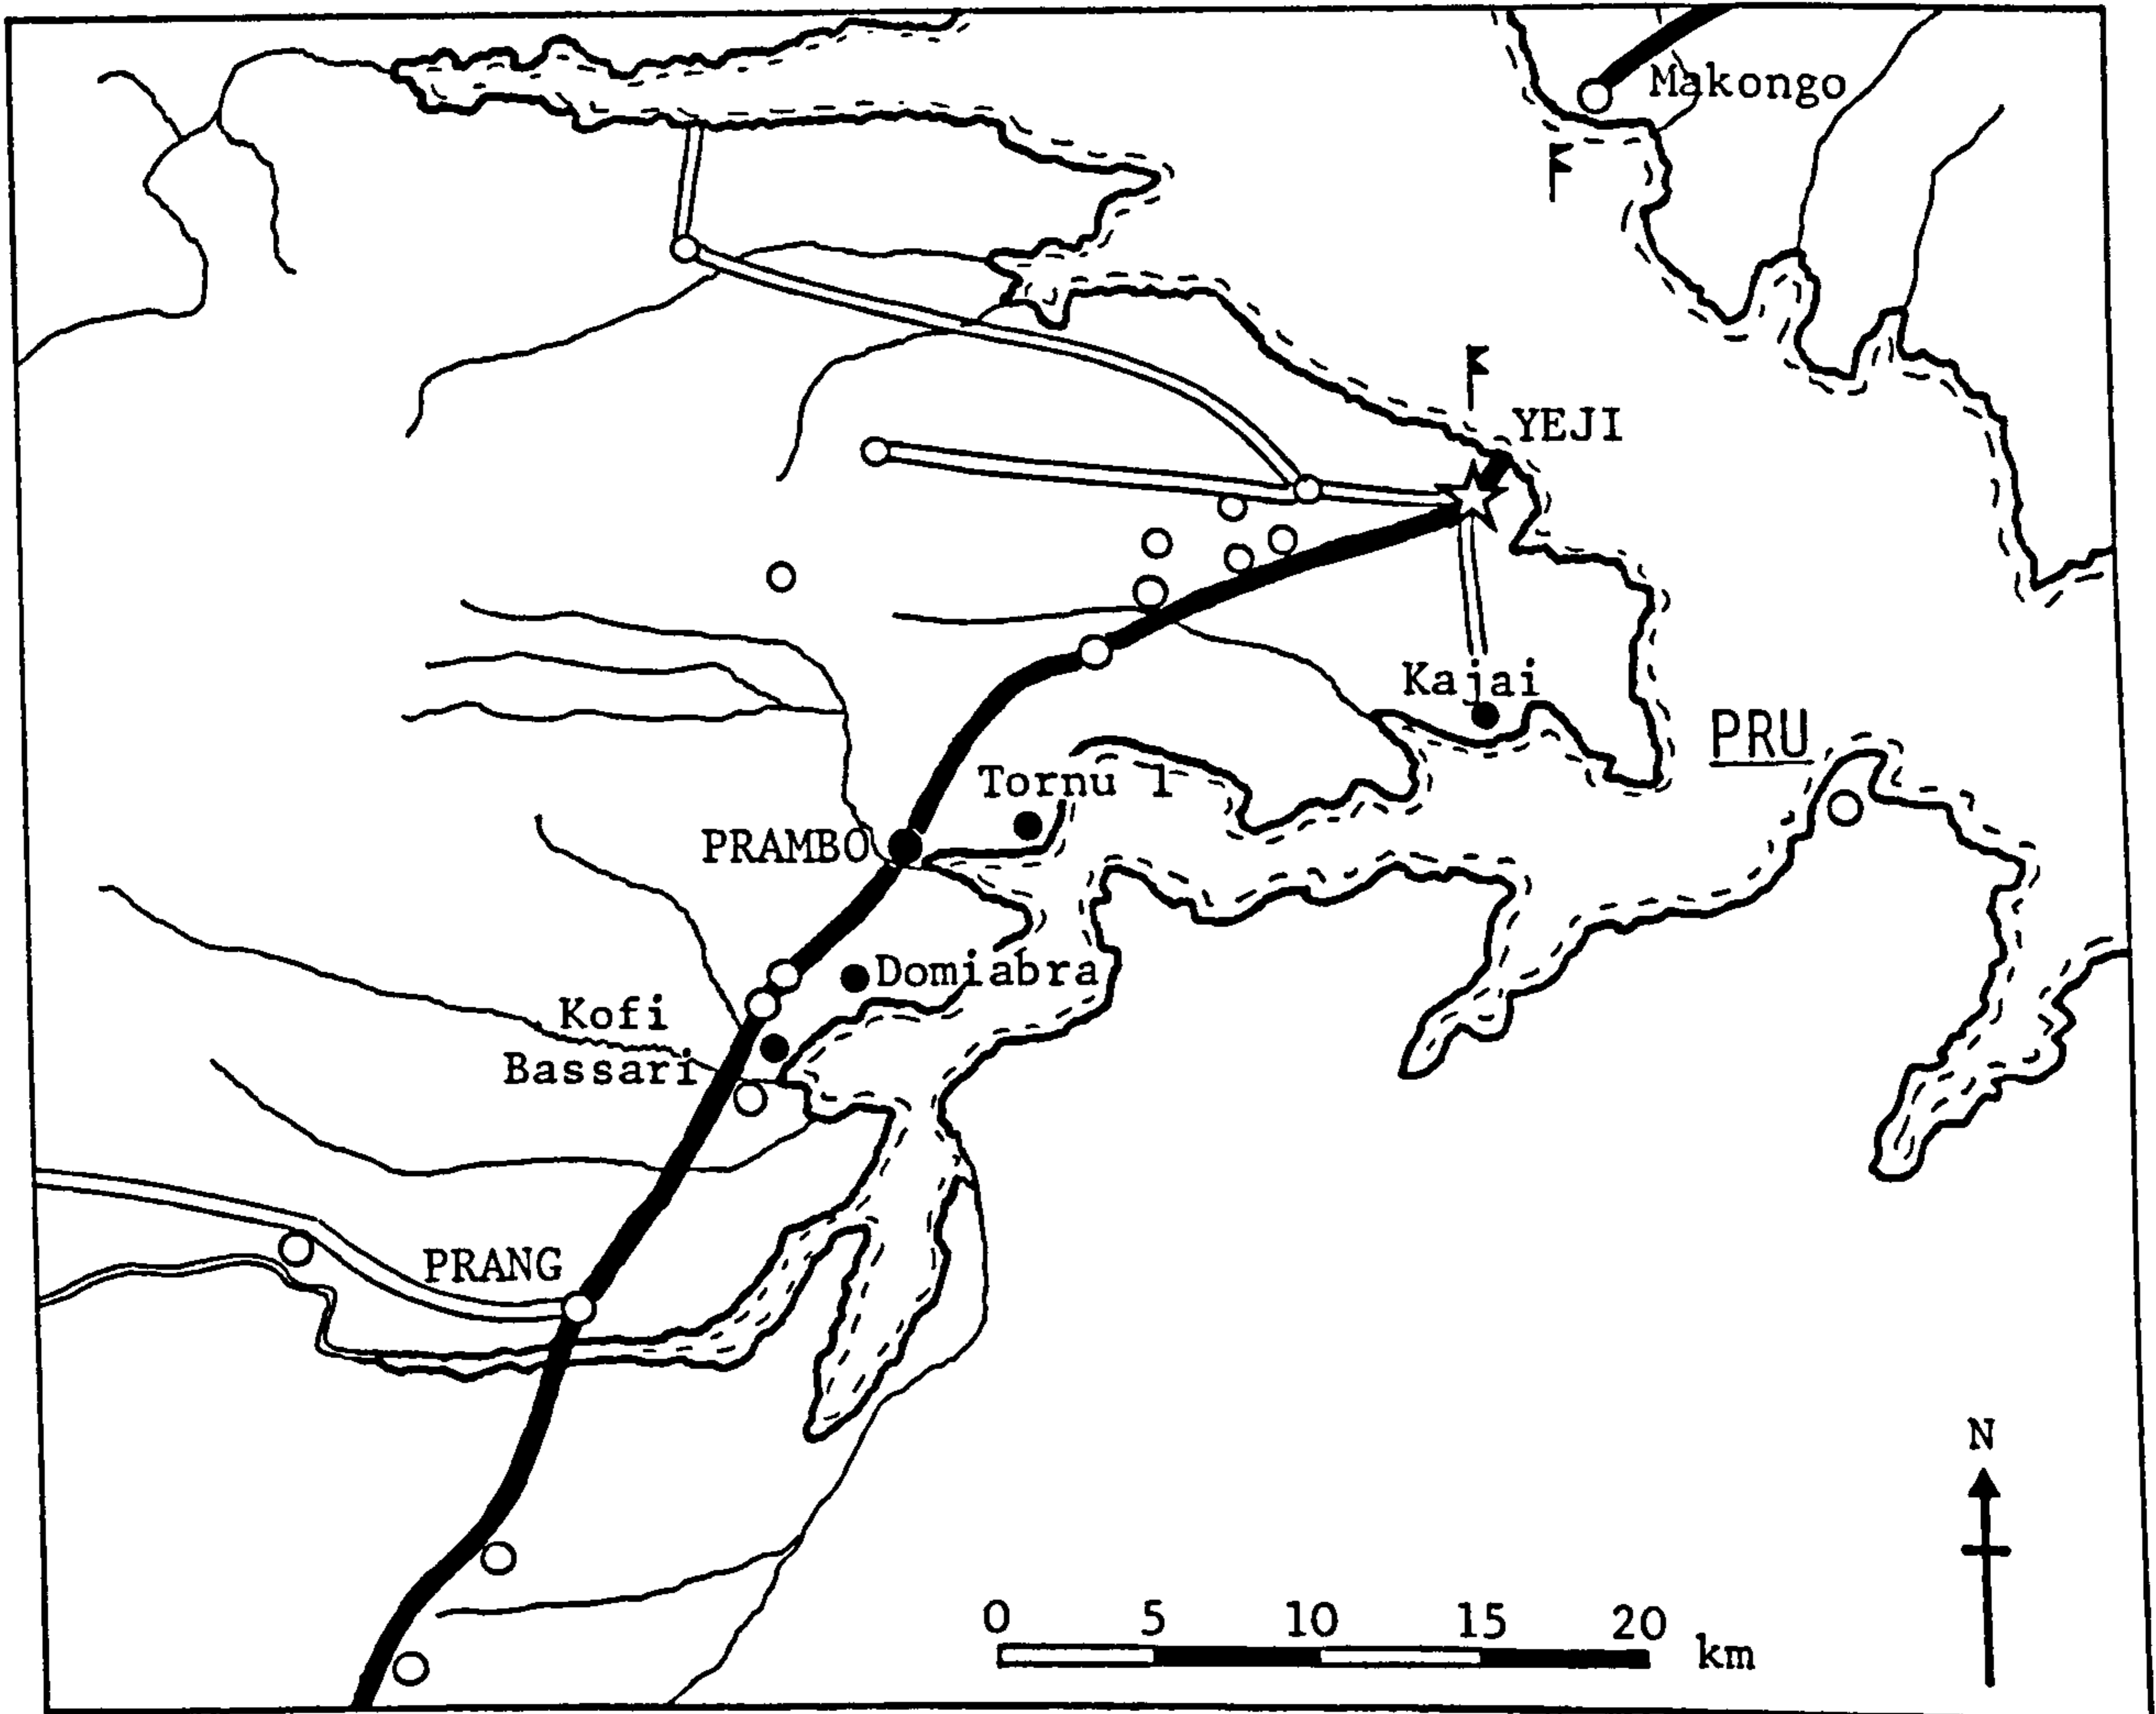 Makongo
YEJI
Kajai
PRU
Tornu 1
PRAMBO
Domiabra
Kofi
Bassari
PRANG
N
0 5 10 15 20
km